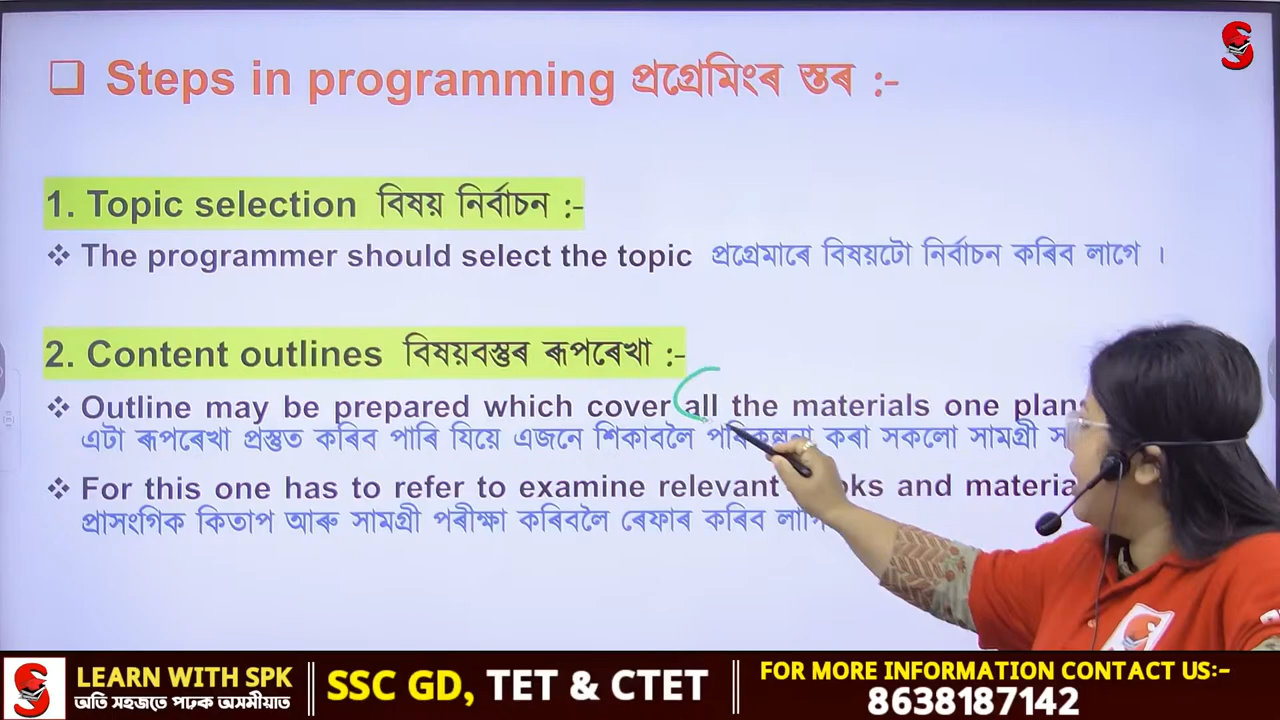 Steps in programming প্ৰগ্ৰেমিংৰ স্তৰ :-
1. Topic selection বিষয় নিৰ্বাচন :-
The programmer should select the topic প্ৰগ্ৰেমাৰে বিষয়টো নিৰ্বাচন কৰিব লাগে ।
2. Content outlines বিষয়বস্তুৰ ৰূপৰেখা :-
Outline may be prepared which cover all the materials one
এটা ৰূপৰেখা প্ৰস্তুত কৰিব পাৰি যিয়ে এজনে শিকাবলৈ পৰিকল্পনা কৰা সকলো সামগ্ৰী
For this one has to refer to examine relevant and
প্ৰাসংগিক কিতাপ আৰু সামগ্ৰী পৰীক্ষা কৰিবলৈ ৰেফাৰ কৰিব
LEARN WITH SPK
অতি সহজতে পঢ়ক অসমীয়াত
SSC GD, TET & CTET
FOR MORE INFORMATION CONTACT US:-
8638187142